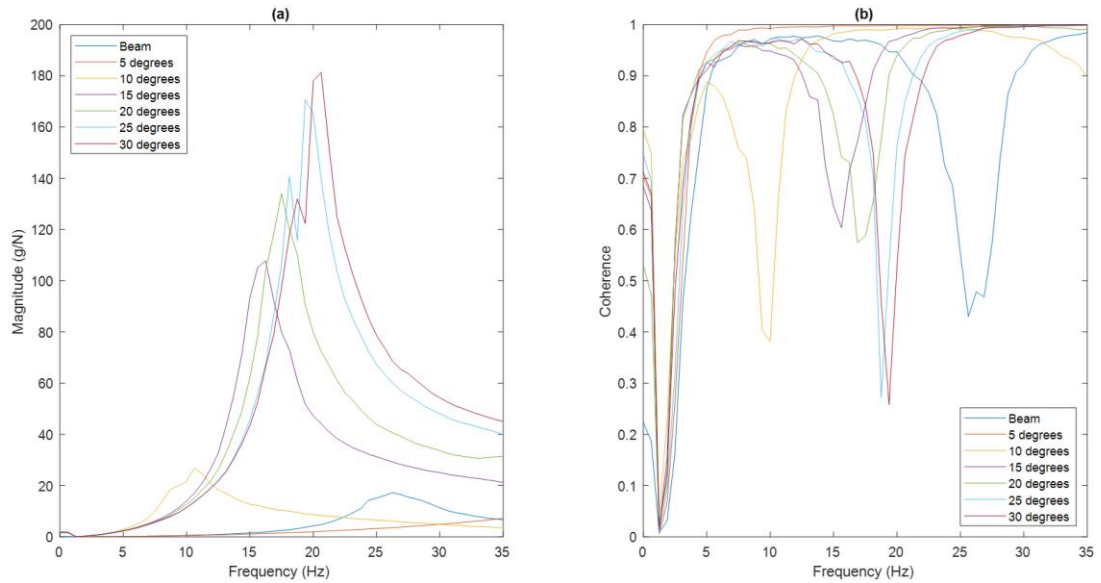 (a)
200
180
160
140
120
100
80
60
40
20
0
Magnitude (g/N)
Beam
5 degrees
10 degrees
15 degrees
20 degrees
25 degrees
30 degrees
0 5 10 15 20 25 30 35
Frequency (Hz)
(b)
1
0.9
0.8
0.7
0.6
0.5
0.4
0.3
0.2
0.1
0
Coherence
Beam
5 degrees
10 degrees
15 degrees
20 degrees
25 degrees
30 degrees
0 5 10 15 20 25 30 35
Frequency (Hz)